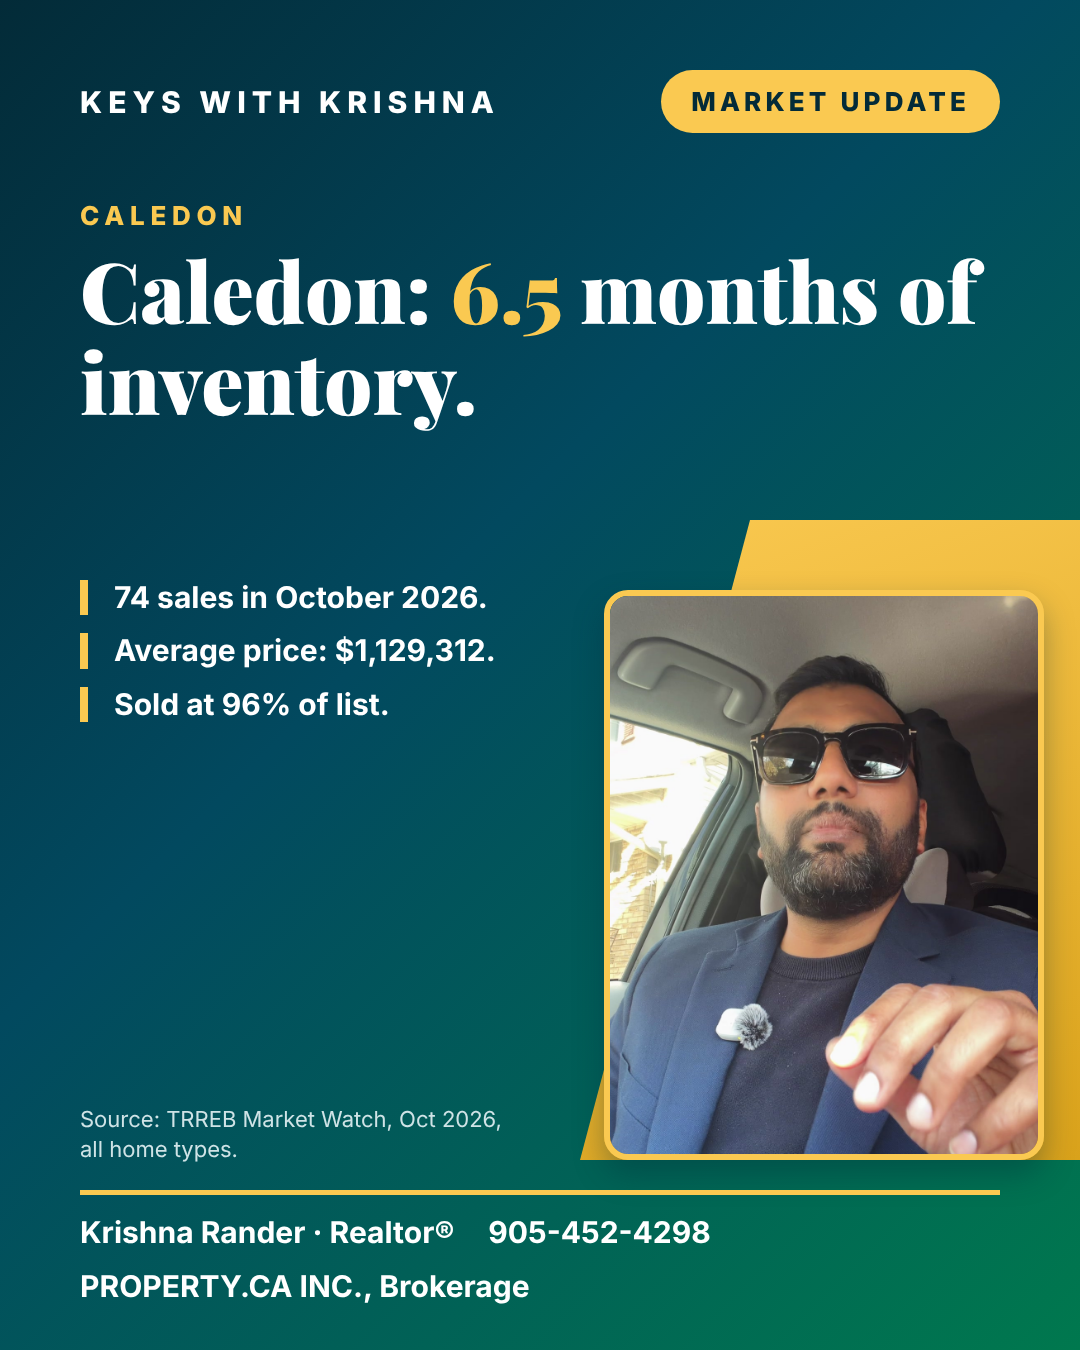 KEYS WITH KRISHNA
MARKET UPDATE
CALEDON
Caledon: 6.5 months of
inventory.
74 sales in October 2026.
Average price: $1,129,312.
Sold at 96% of list.
Source: TRREB Market Watch, Oct 2026,
all home types.
Krishna Rander · Realtor® 905-452-4298
PROPERTY.CA INC., Brokerage